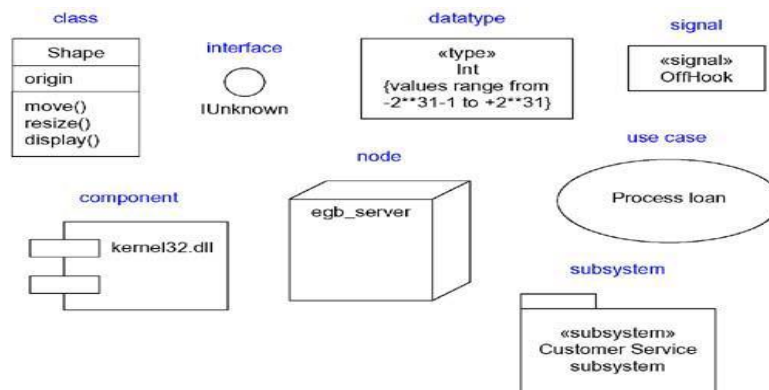 class
Shape
origin
move()
resize()
display()
interface
IUnknown
datatype
«type»
Int
{values range from
-2**31-1 to +2**31}
signal
«signal»
OffHook
component
kernel32.dll
node
egb_server
use case
Process loan
subsystem
«subsystem»
Customer Service
subsystem